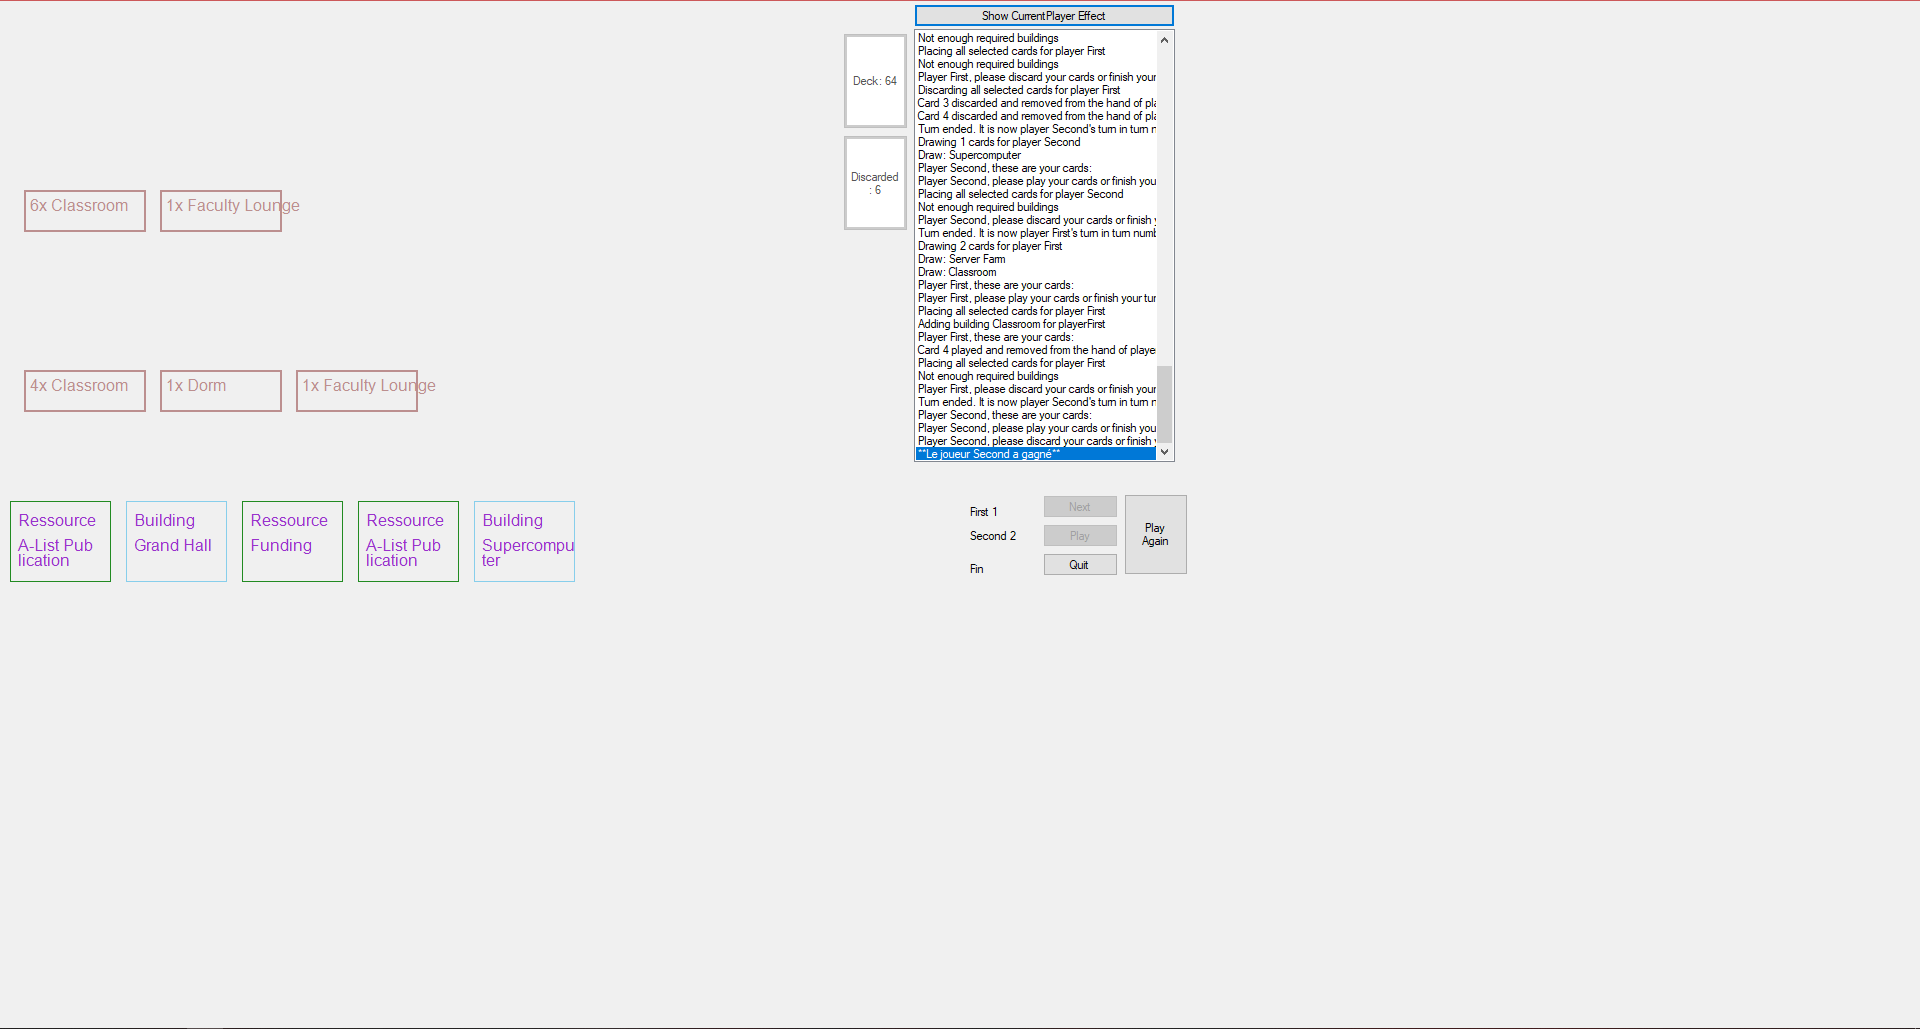 Show CurrentPlayer Effect
Not enough required buildings
Placing all selected cards for player First
Not enough required buildings
Player First, please discard your cards or finish your
Discarding all selected cards for player First
Card 3 discarded and removed from the hand of pla
Card 4 discarded and removed from the hand of pla
Turn ended. It is now player Second's turn in turn n
Drawing 1 cards for player Second
Draw: Supercomputer
Player Second, these are your cards:
Player Second, please play your cards or finish you
Placing all selected cards for player Second
Not enough required buildings
Player Second, please discard your cards or finish y
Turn ended. It is now player First's turn in turn numb
Drawing 2 cards for player First
Draw: Server Farm
Draw: Classroom
Player First, these are your cards:
Player First, please play your cards or finish your tur
Placing all selected cards for player First
Adding building Classroom for playerFirst
Player First, these are your cards:
Card 4 played and removed from the hand of playe
Placing all selected cards for player First
Not enough required buildings
Player First, please discard your cards or finish your
Turn ended. It is now player Second's turn in turn n
Player Second, these are your cards:
Player Second, please play your cards or finish you
Player Second, please discard your cards or finish y
**Le joueur Second a gagné**
Deck: 64
Discarded
: 6
6x Classroom
1x Faculty Lounge
4x Classroom
1x Dorm
1x Faculty Lounge
Ressource
A-List Pub
lication
Building
Grand Hall
Ressource
Funding
Ressource
A-List Pub
lication
Building
Supercompu
ter
First 1
Second 2
Fin
Next
Play
Quit
Play
Again